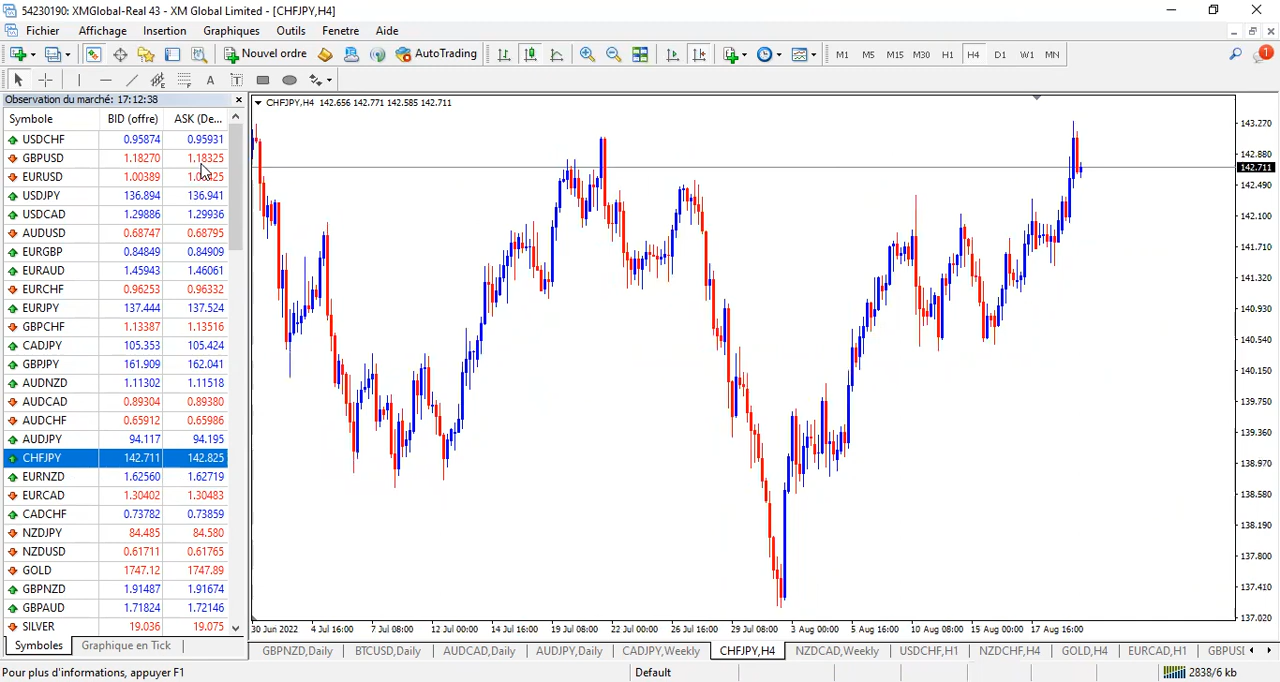 54230190: XMGlobal-Real 43 - XM Global Limited - [CHFJPY,H4]
Fichier Affichage Insertion Graphiques Outils Fenetre Aide
Nouvel ordre AutoTrading M1 M5 M15 M30 H1 H4 D1 W1 MN 1
A T
Observation du marché: 17:12:38
Symbole BID (offre) ASK (De...
USDCHF 0.95874 0.95931
GBPUSD 1.18270 1.18325
EURUSD 1.00389
USDJPY 136.894 136.941
USDCAD 1.29886 1.29936
AUDUSD 0.68747 0.68795
EURGBP 0.84849 0.84909
EURAUD 1.45943 1.46061
EURCHF 0.96253 0.96332
EURJPY 137.444 137.524
GBPCHF 1.13387 1.13516
CADJPY 105.353 105.424
GBPJPY 161.909 162.041
AUDNZD 1.11302 1.11518
AUDCAD 0.89304 0.89380
AUDCHF 0.65912 0.65986
AUDJPY 94.117 94.195
CHFJPY 142.711 142.825
EURNZD 1.62560 1.62719
EURCAD 1.30402 1.30483
CADCHF 0.73782 0.73859
NZDJPY 84.485 84.580
NZDUSD 0.61711 0.61765
GOLD 1747.12 1747.89
GBPNZD 1.91487 1.91674
GBPAUD 1.71824 1.72146
SILVER 19.036 19.075
Symboles Graphique en Tick
CHFJPY,H4 142.656 142.771 142.585 142.711
143.270
142.880
142.711
142.490
142.100
141.710
141.320
140.930
140.540
140.150
139.750
139.360
138.970
138.580
138.190
137.800
137.410
137.020
30 Jun 2022 4 Jul 16:00 7 Jul 08:00 12 Jul 00:00 14 Jul 16:00 19 Jul 08:00 22 Jul 00:00 26 Jul 16:00 29 Jul 08:00 3 Aug 00:00 5 Aug 16:00 10 Aug 08:00 15 Aug 00:00 17 Aug 16:00
GBPNZD,Daily BTCUSD,Daily AUDCAD,Daily AUDJPY,Daily CADJPY,Weekly CHFJPY,H4 NZDCAD,Weekly USDCHF,H1 NZDCHF,H4 GOLD,H4 EURCAD,H1 GBPUSI
Pour plus d'informations, appuyer F1 Default 2838/6 kb